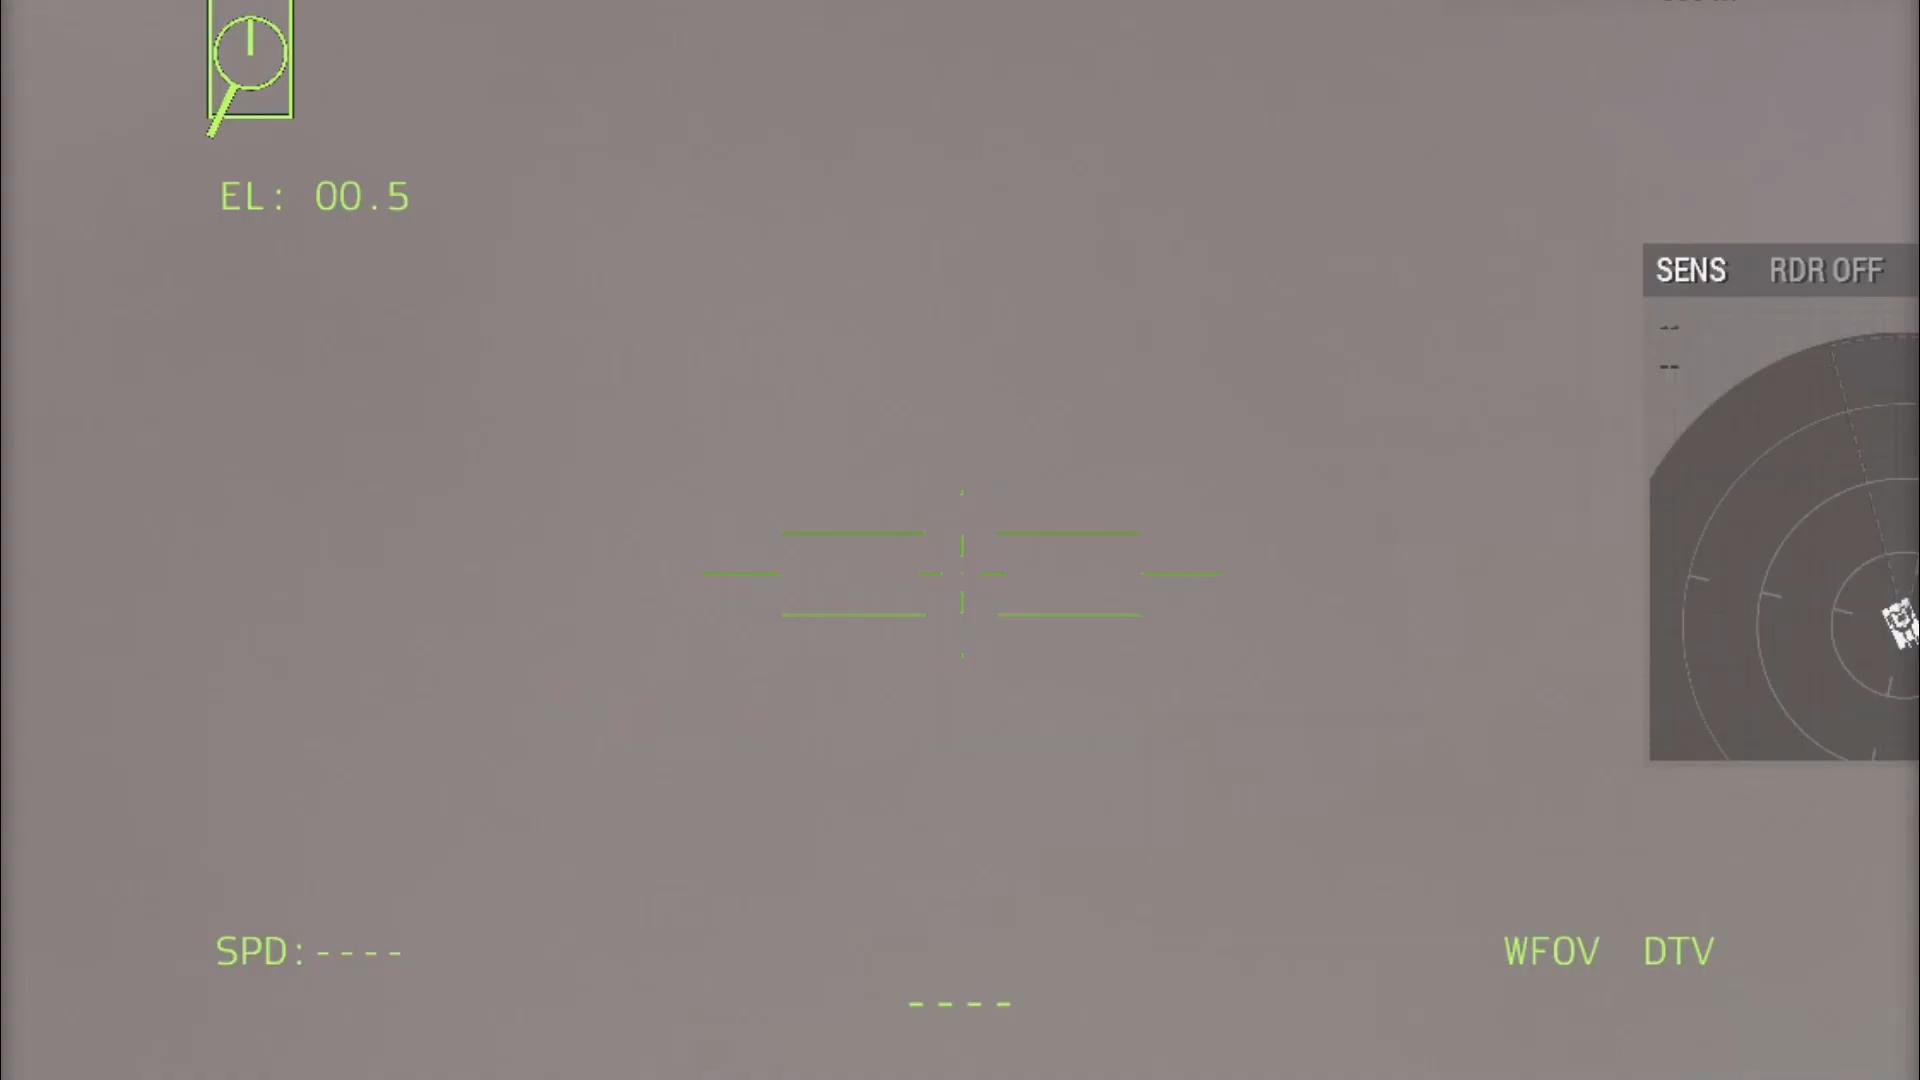 EL: 00.5
SENS RDR OFF
--
--
SPD:----
WFOV DTV
----